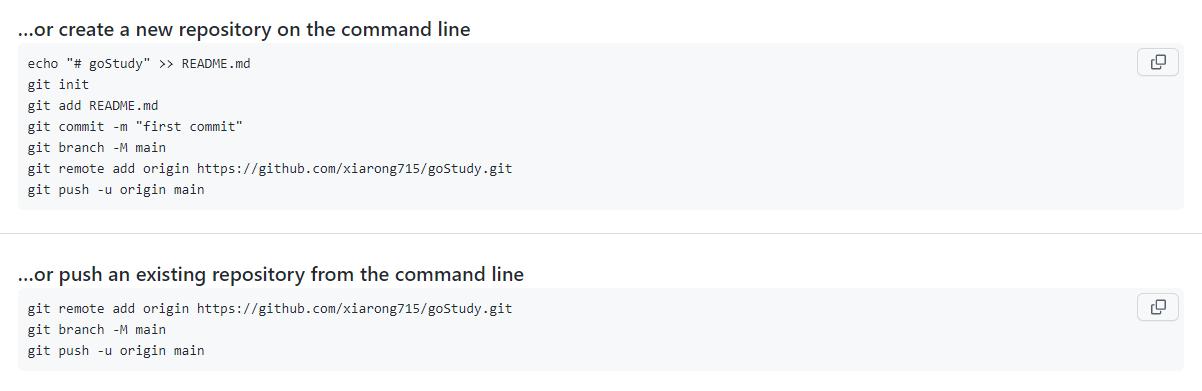 ...or create a new repository on the command line
echo "# goStudy" >> README.md
git init
git add README.md
git commit -m "first commit"
git branch -M main
git remote add origin https://github.com/xiarong715/goStudy.git
git push -u origin main
...or push an existing repository from the command line
git remote add origin https://github.com/xiarong715/goStudy.git
git branch -M main
git push -u origin main